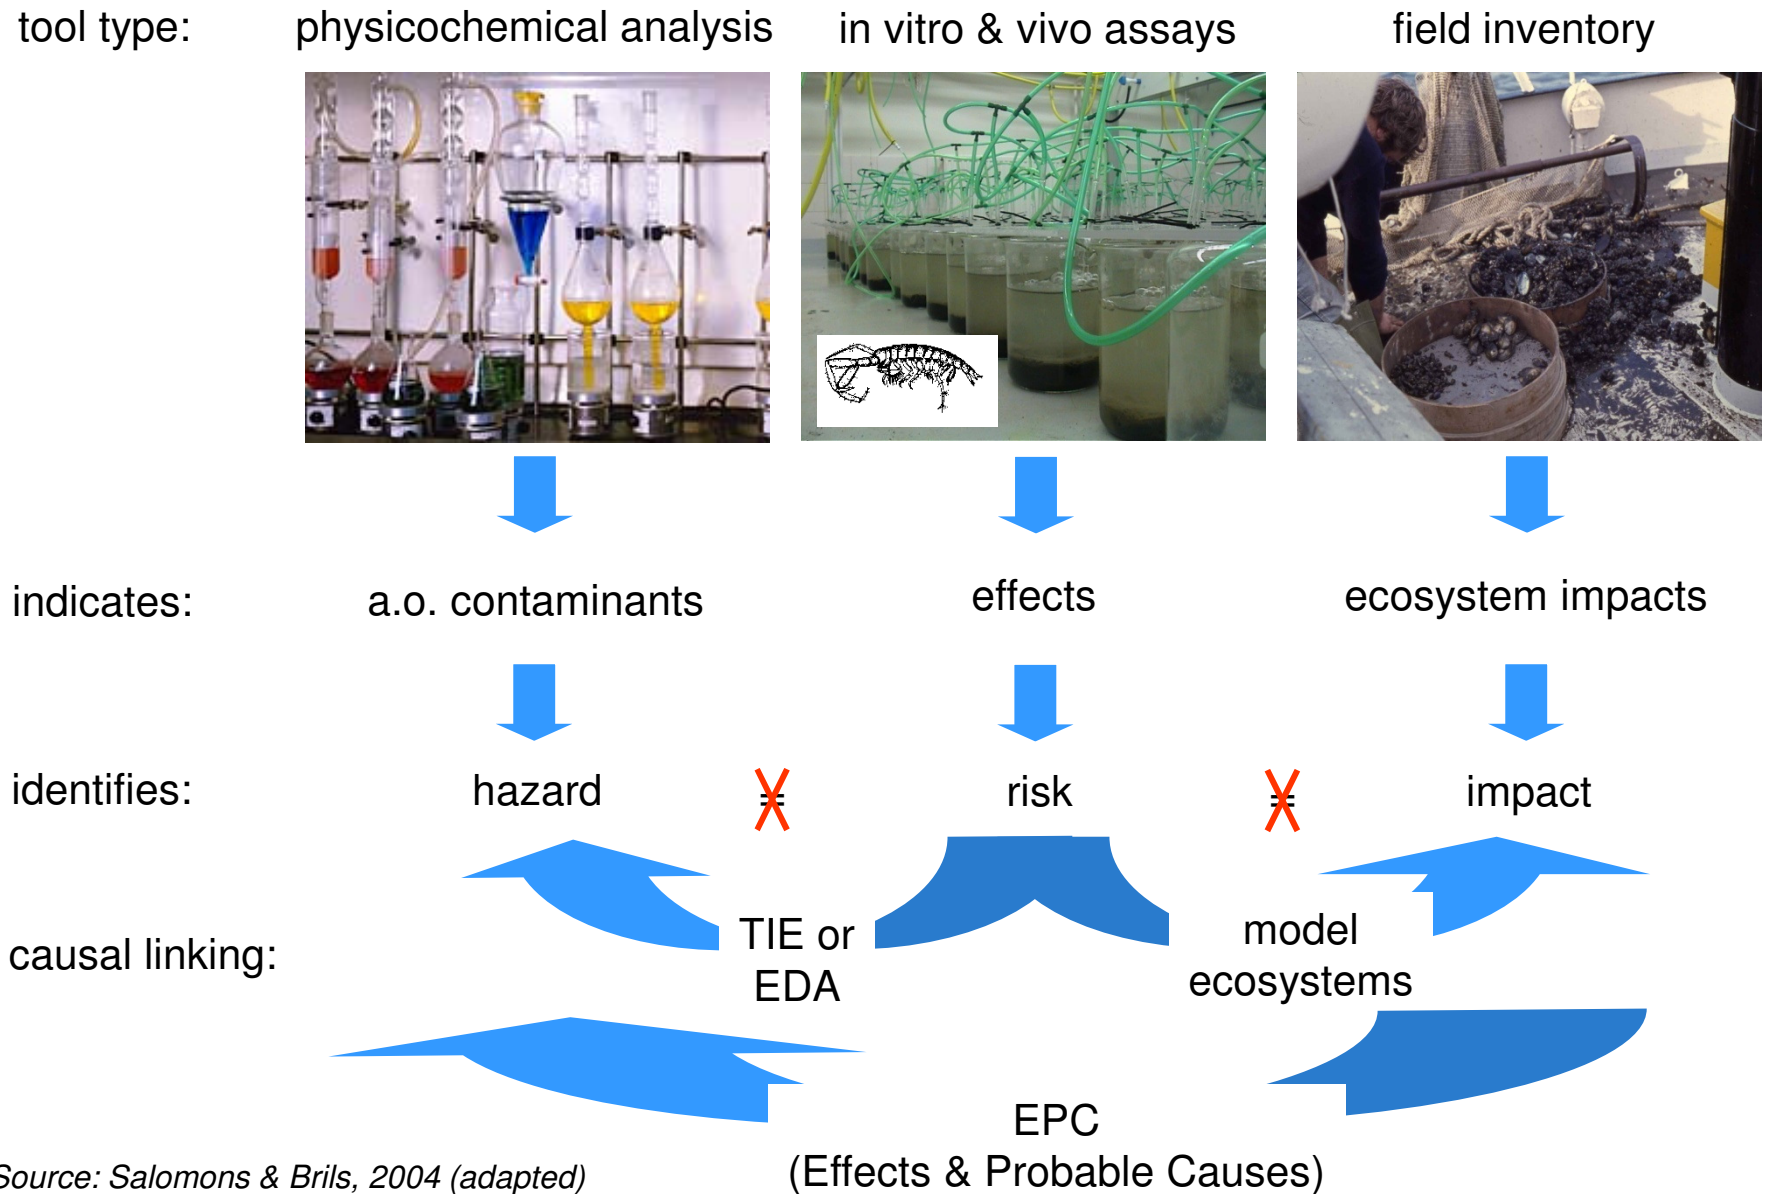 tool type: physicochemical analysis in vitro & vivo assays field inventory
indicates: a.o. contaminants effects ecosystem impacts
identifies: hazard = risk = impact
causal linking: TIE or model
EDA ecosystems
EPC
(Effects & Probable Causes)
Source: Salomons & Brils, 2004 (adapted)